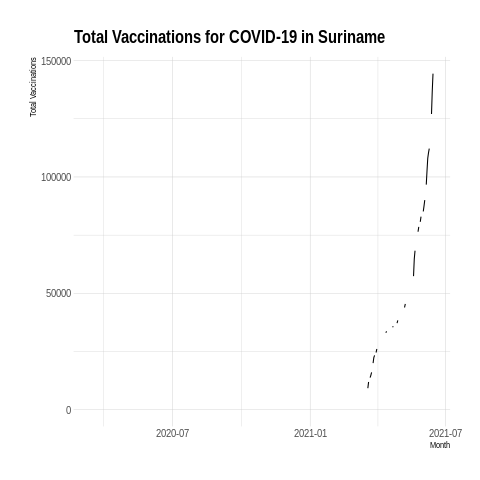 Total Vaccinations for COVID-19 in Suriname
Total Vaccinations
150000
100000
50000
0
2020-07
2021-01
2021-07
Month